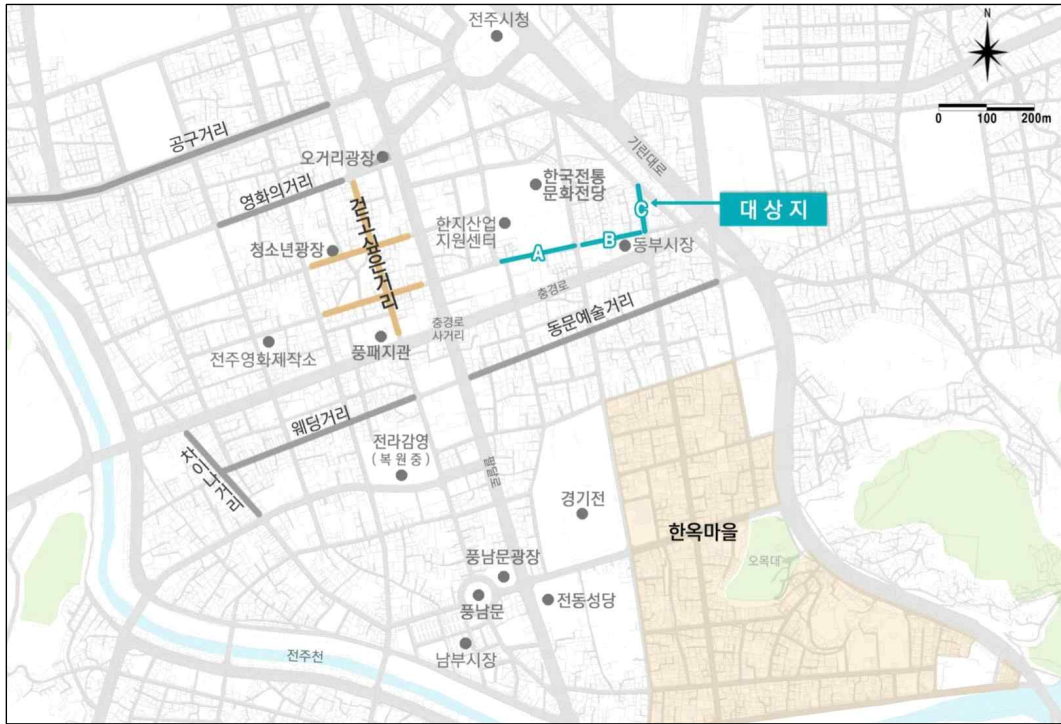 전주시청
N
0 100 200m
공구거리
오거리광장
기린대로
영화의거리
한국전통
문화전당
C
대 상 지
걷고싶은거리
한지산업
지원센터
청소년광장
A
B
동부시장
충경로
동문예술거리
충경로
사거리
풍패지관
전주영화제작소
웨딩거리
차이나거리
전라감영
( 복 원 중 )
팔달로
경기전
한옥마을
오목대
풍남문광장
풍남문
전동성당
남부시장
전주천